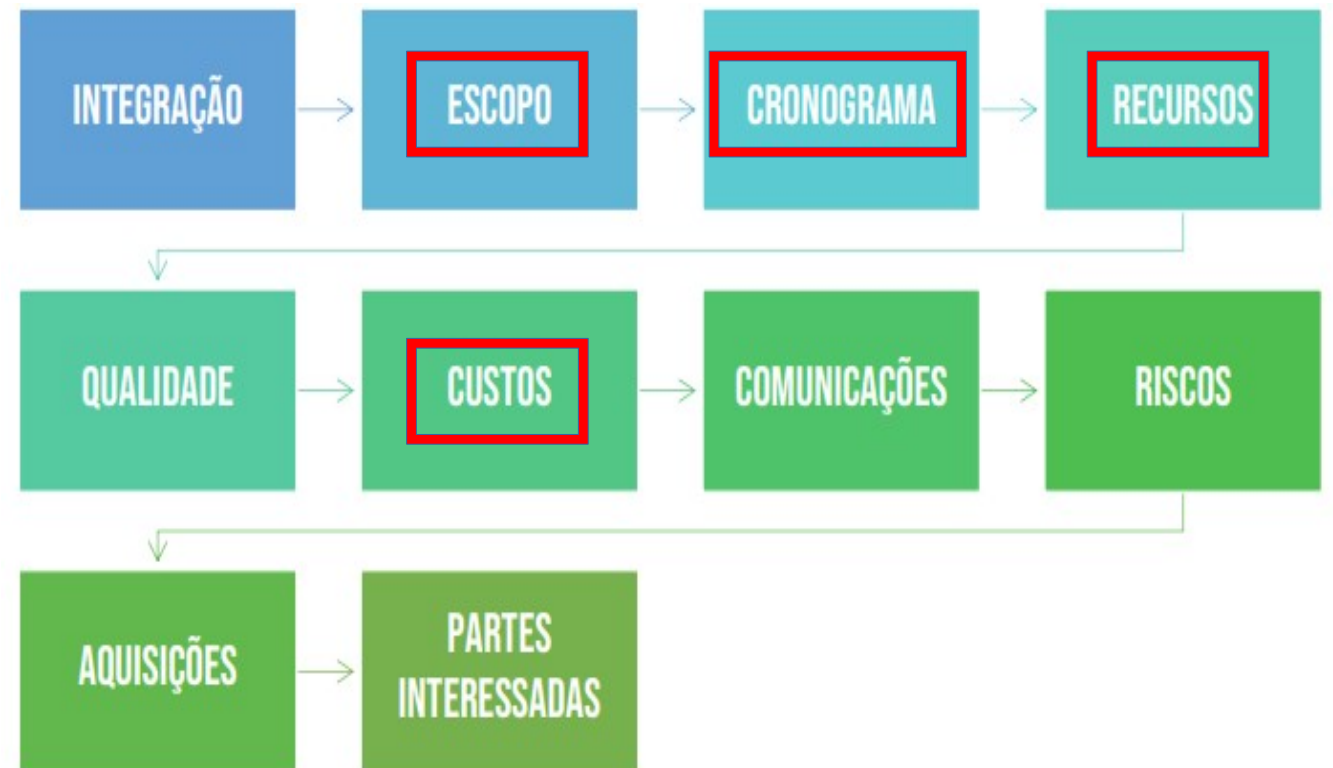 INTEGRAÇÃO
ESCOPO
CRONOGRAMA
RECURSOS
QUALIDADE
CUSTOS
COMUNICAÇÕES
RISCOS
AQUISIÇÕES
PARTES
INTERESSADAS